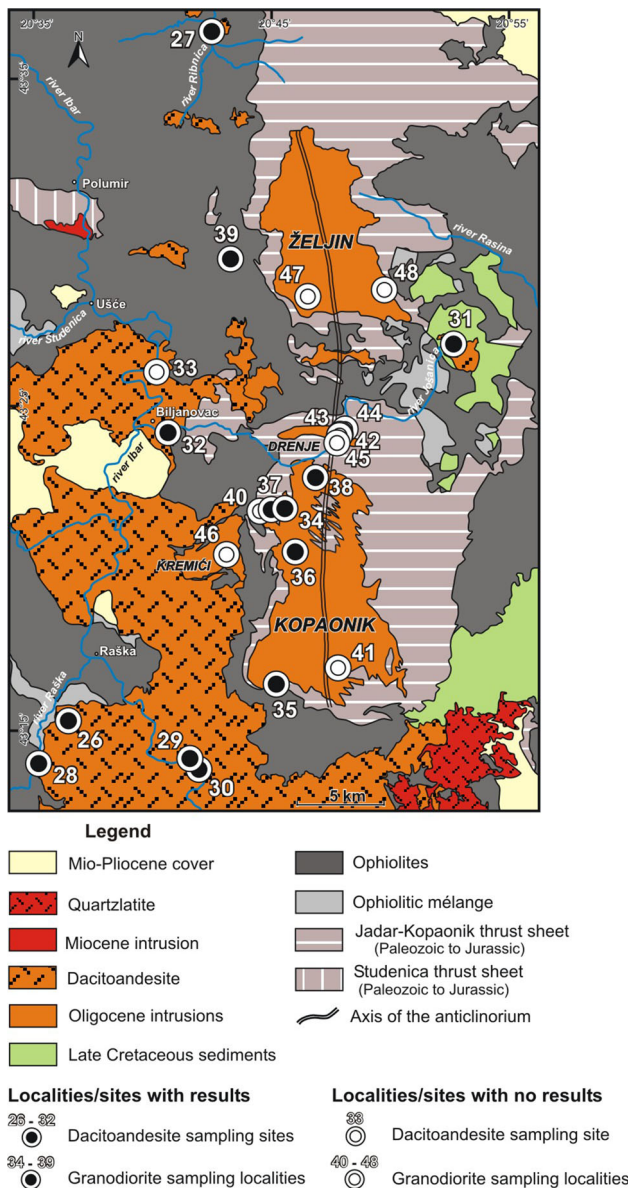 20°35'
20°45'
20°55'
N
27
river Ribnica
43°35'
river Ibar
Polumir
river Rasina
ŽELJIN
39
47
48
Ušće
river Studenica
31
river Jošanica
33
Biljanovac
32
43
44
42
DRENJE
45
river Ibar
38
40
37
34
46
KREMIĆI
36
KOPAONIK
Raška
41
35
river Raška
43°15'
26
29
28
30
5 km
Legend
Mio-Pliocene cover
Quartzlatite
Miocene intrusion
Dacitoandesite
Oligocene intrusions
Late Cretaceous sediments
Ophiolites
Ophiolitic mélange
Jadar-Kopaonik thrust sheet
(Paleozoic to Jurassic)
Studenica thrust sheet
(Paleozoic to Jurassic)
Axis of the anticlinorium
Localities/sites with results
26 - 32
Dacitoandesite sampling sites
34 - 39
Granodiorite sampling localities
Localities/sites with no results
33
Dacitoandesite sampling site
40 - 48
Granodiorite sampling localities